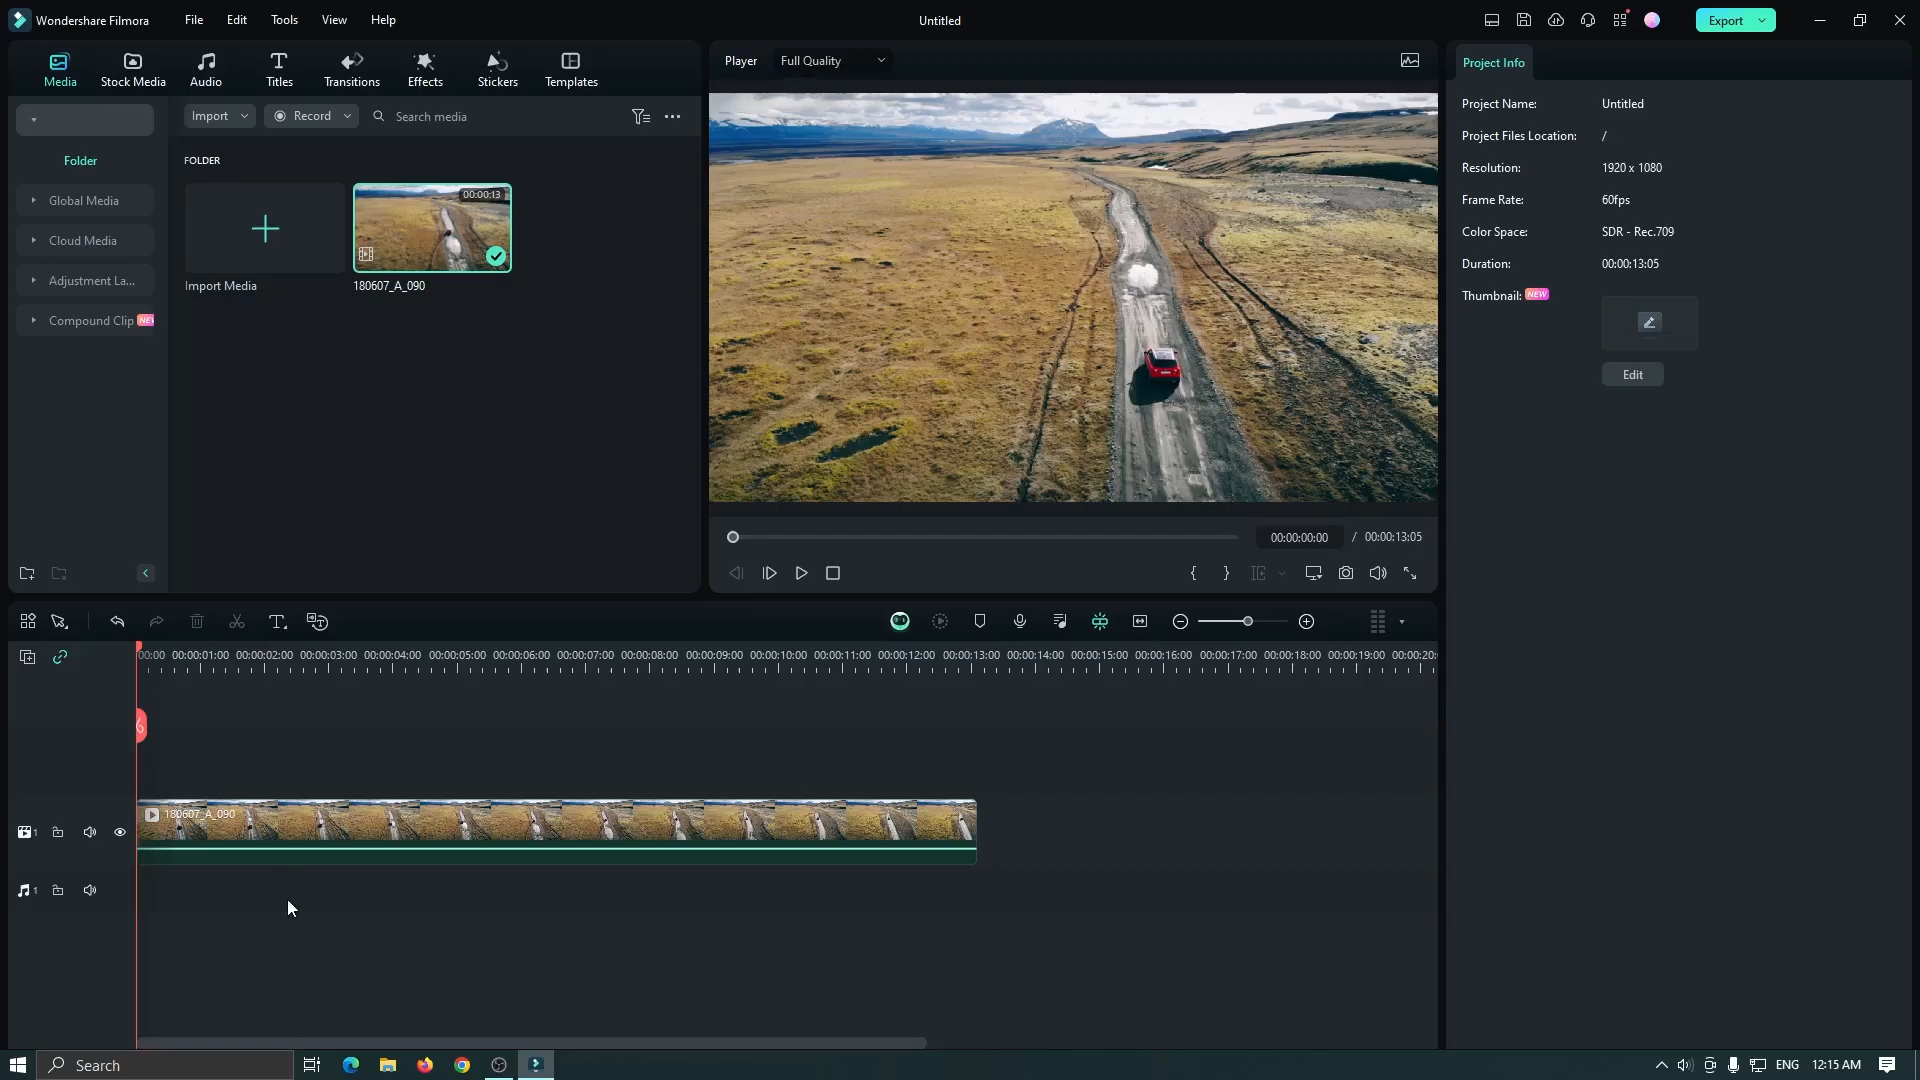 Wondershare Filmora
File
Edit
Tools
View
Help
Untitled
Export
Media
Stock Media
Audio
Titles
Transitions
Effects
Stickers
Templates
Player
Full Quality
Project Info
Import
Record
Search media
Folder
Global Media
Cloud Media
Adjustment La...
Compound Clip
FOLDER
00:00:13
Import Media
180607_A_090
Project Name:
Untitled
Project Files Location:
/
Resolution:
1920 x 1080
Frame Rate:
60fps
Color Space:
SDR - Rec.709
Duration:
00:00:13:05
Thumbnail:
NEW
Edit
00:00:00:00
/
00:00:13:05
00:00
00:00:01:00
00:00:02:00
00:00:03:00
00:00:04:00
00:00:05:00
00:00:06:00
00:00:07:00
00:00:08:00
00:00:09:00
00:00:10:00
00:00:11:00
00:00:12:00
00:00:13:00
00:00:14:00
00:00:15:00
00:00:16:00
00:00:17:00
00:00:18:00
00:00:19:00
00:00:20:
180607_A_090
1
1
Search
ENG
12:15 AM